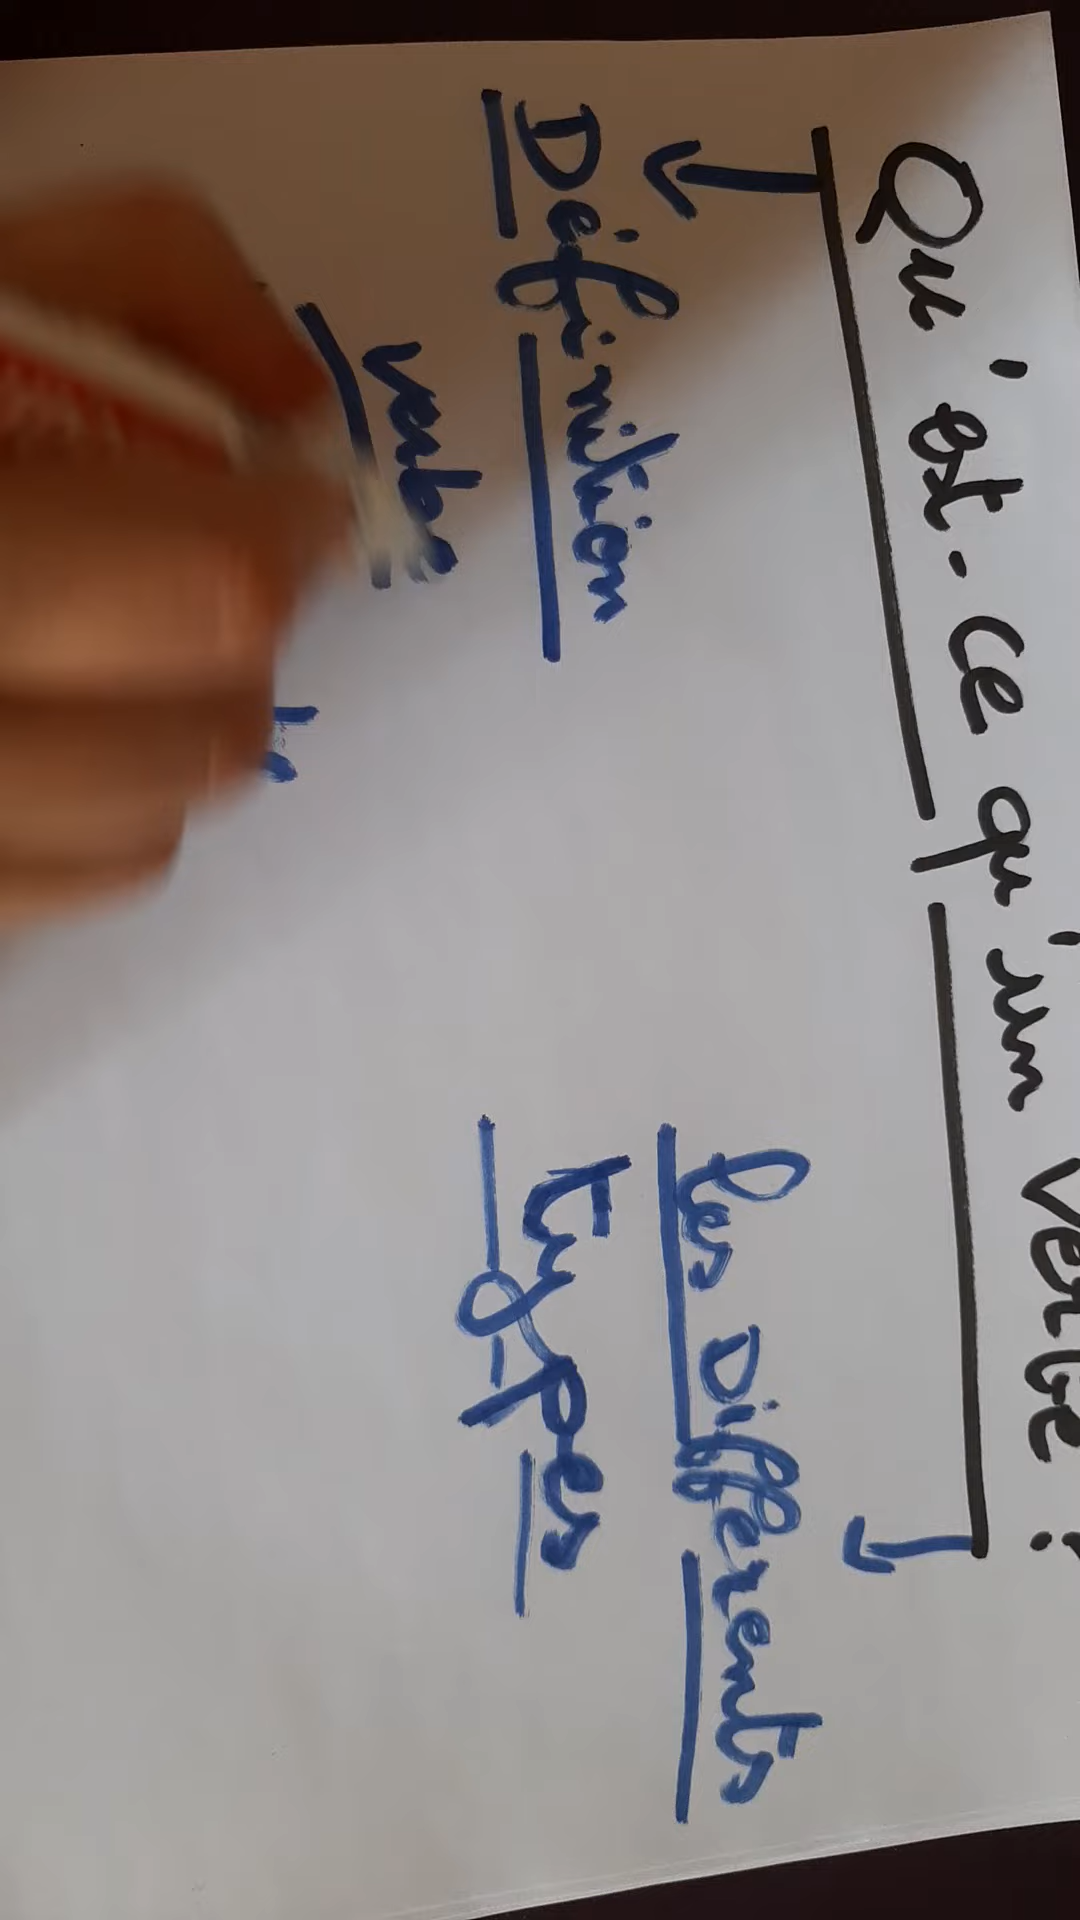 Qu'est-ce qu'un verbe ?
Définition
Les Différents
types
verbe